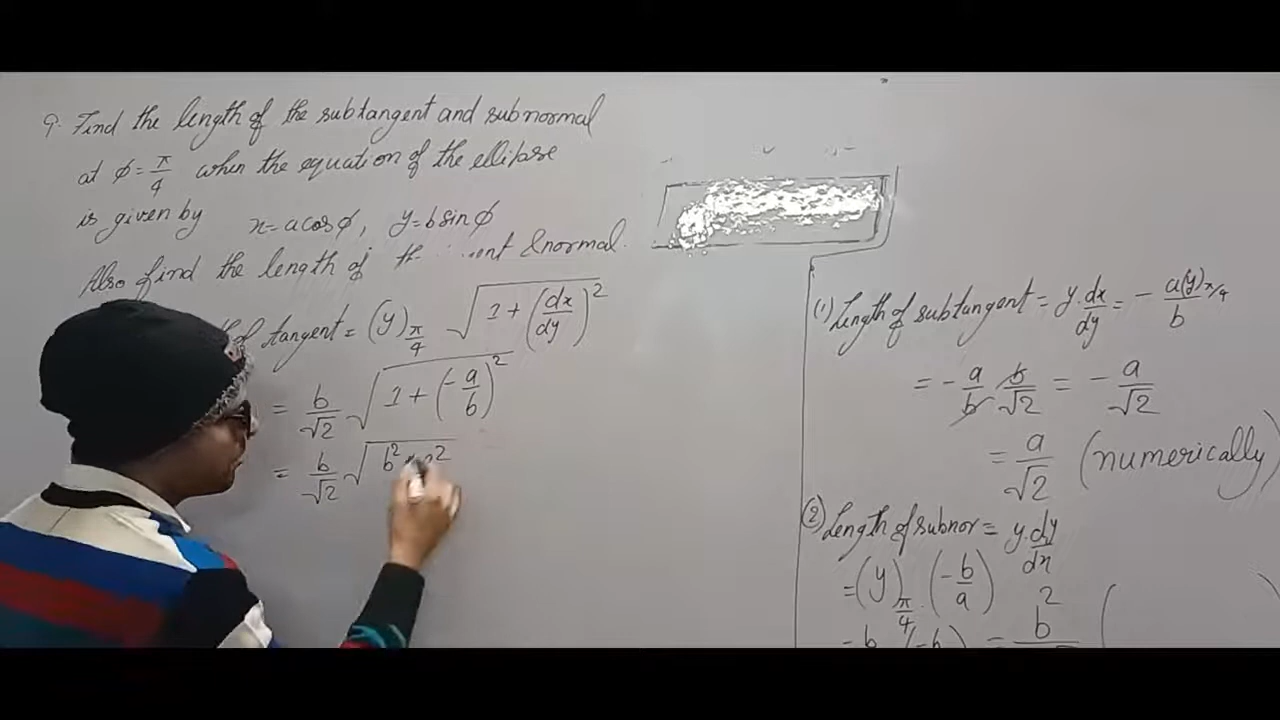 Q. Find the length of the subtangent and subnormal
at φ = π/4 when the equation of the ellipse
is given by x = a cos φ, y = b sin φ
Also find the length of th ent & normal.
of tangent = (y)_{π/4} √(1 + (dx/dy)²)
= b/√2 √(1 + (-a/b)²)
= b/√2 √(b² a²
(1) Length of subtangent = y.dx/dy = - a(y)_{π/4}/b
= - a/b b/√2 = - a/√2
= a/√2 (numerically)
(2) Length of subnor = y.dy/dx
= (y)_{π/4} . (-b/a)
= b (-b ) = b²